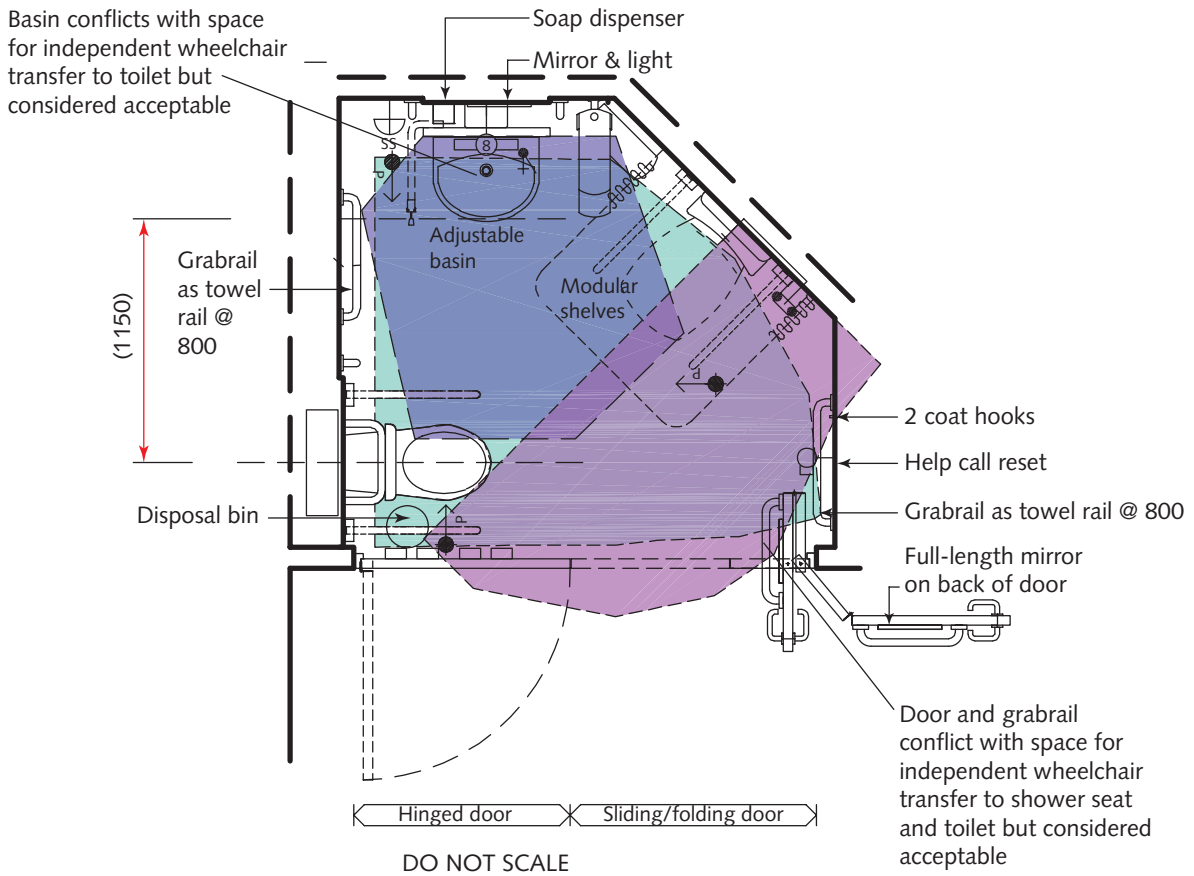 Basin conflicts with space
for independent wheelchair
transfer to toilet but
considered acceptable
Soap dispenser
Mirror & light
SS
P
8
Adjustable
basin
(1150)
Grabrail
as towel
rail @
800
Modular
shelves
P
2 coat hooks
Help call reset
Disposal bin
P
Grabrail as towel rail @ 800
Full-length mirror
on back of door
Door and grabrail
conflict with space for
independent wheelchair
transfer to shower seat
and toilet but considered
acceptable
Hinged door
Sliding/folding door
DO NOT SCALE